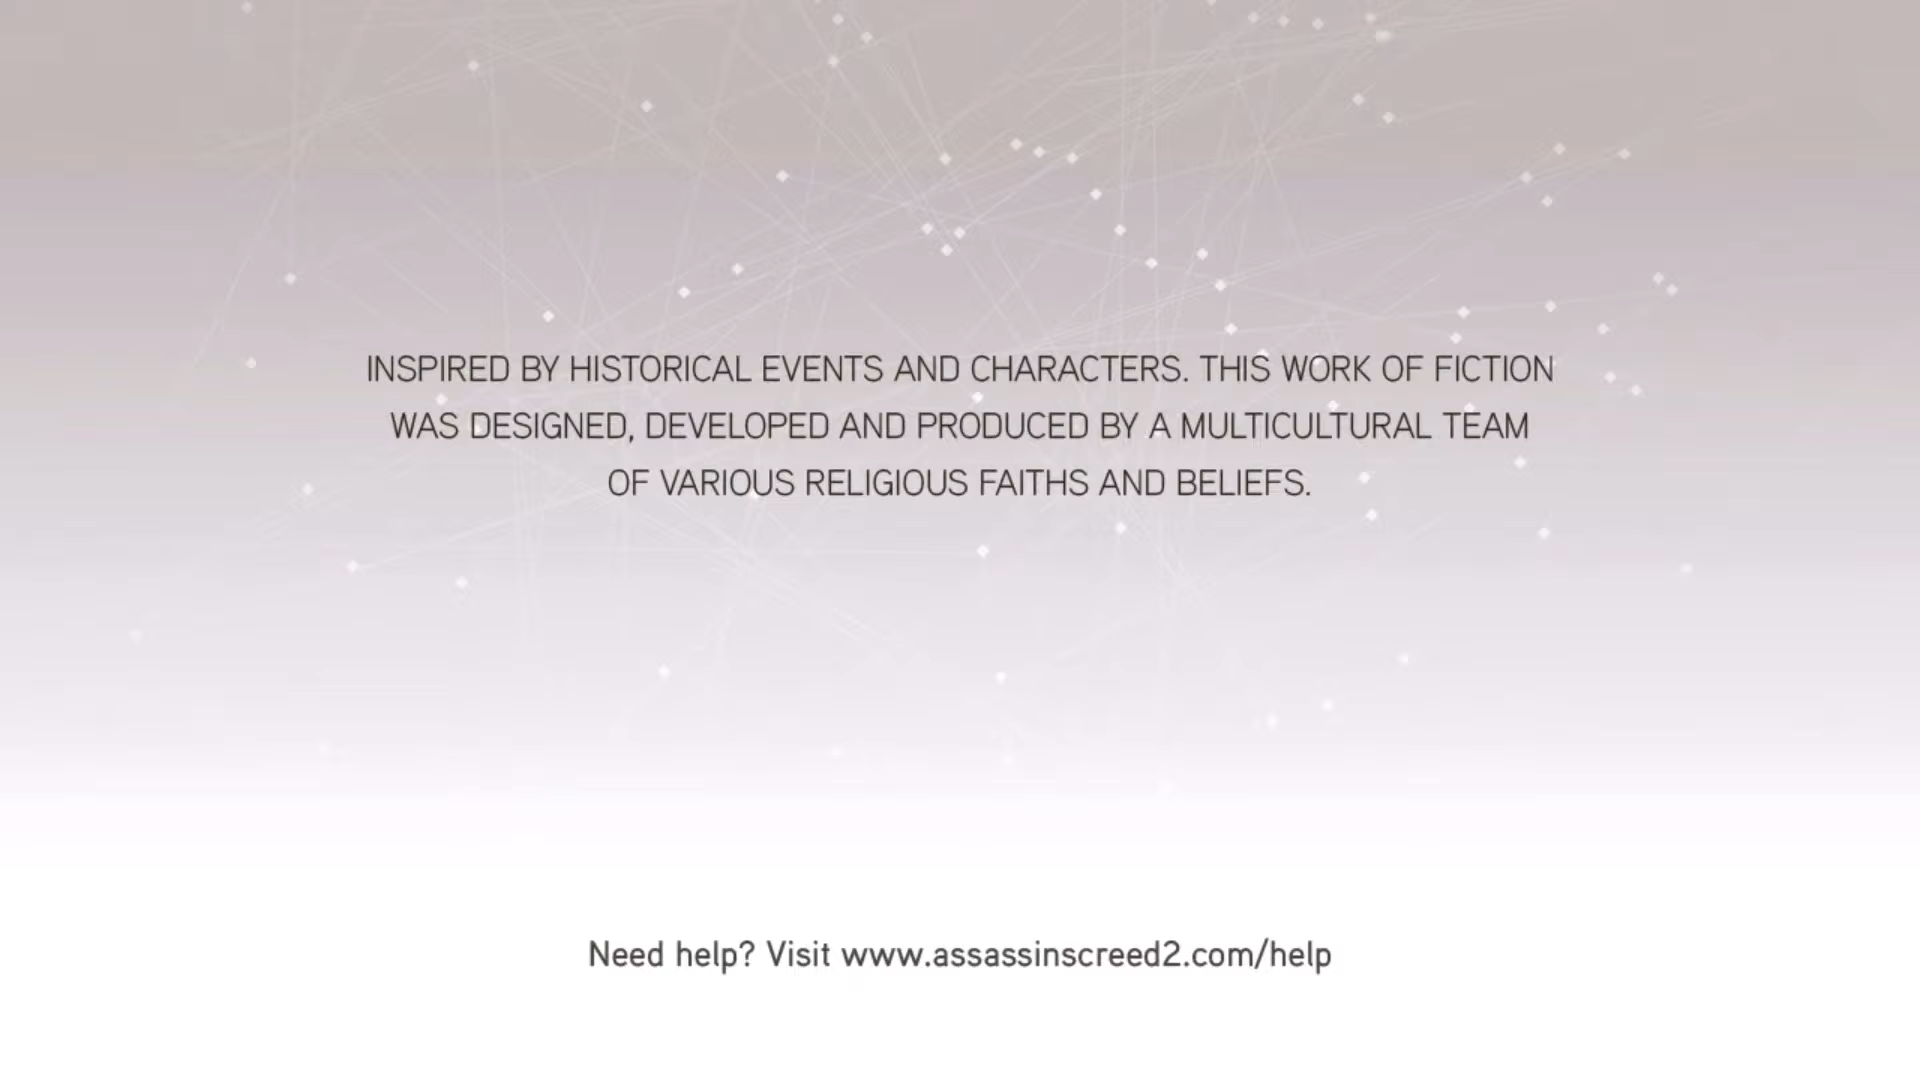 INSPIRED BY HISTORICAL EVENTS AND CHARACTERS. THIS WORK OF FICTION
WAS DESIGNED, DEVELOPED AND PRODUCED BY A MULTICULTURAL TEAM
OF VARIOUS RELIGIOUS FAITHS AND BELIEFS.
Need help? Visit www.assassinscreed2.com/help